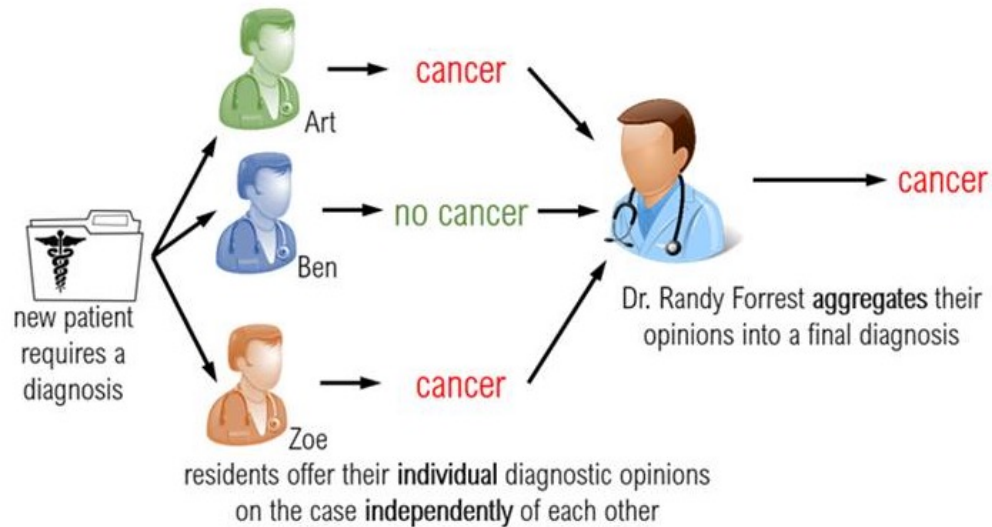 Art
cancer
Ben
no cancer
cancer
new patient
requires a
diagnosis
Dr. Randy Forrest aggregates their
opinions into a final diagnosis
Zoe
cancer
residents offer their individual diagnostic opinions
on the case independently of each other